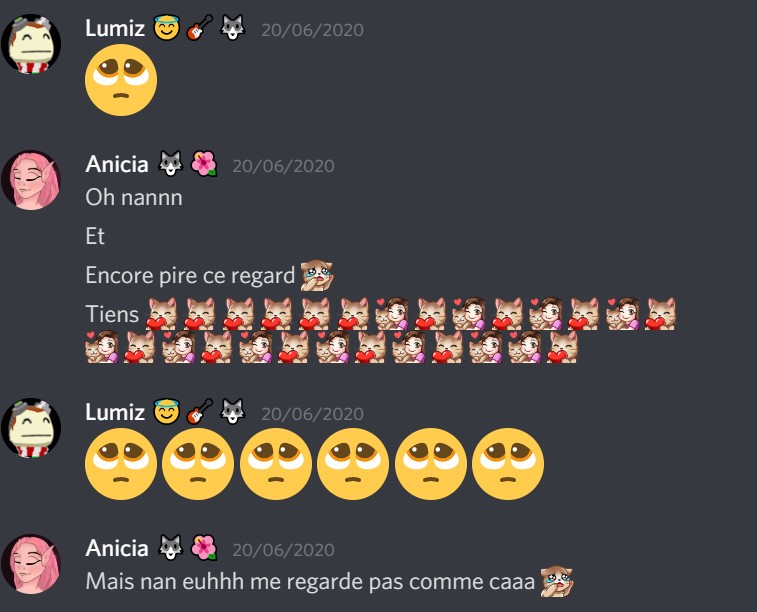 Lumiz 20/06/2020
Anicia 20/06/2020
Oh nannn
Et
Encore pire ce regard
Tiens
Lumiz 20/06/2020
Anicia 20/06/2020
Mais nan euhhh me regarde pas comme caaa